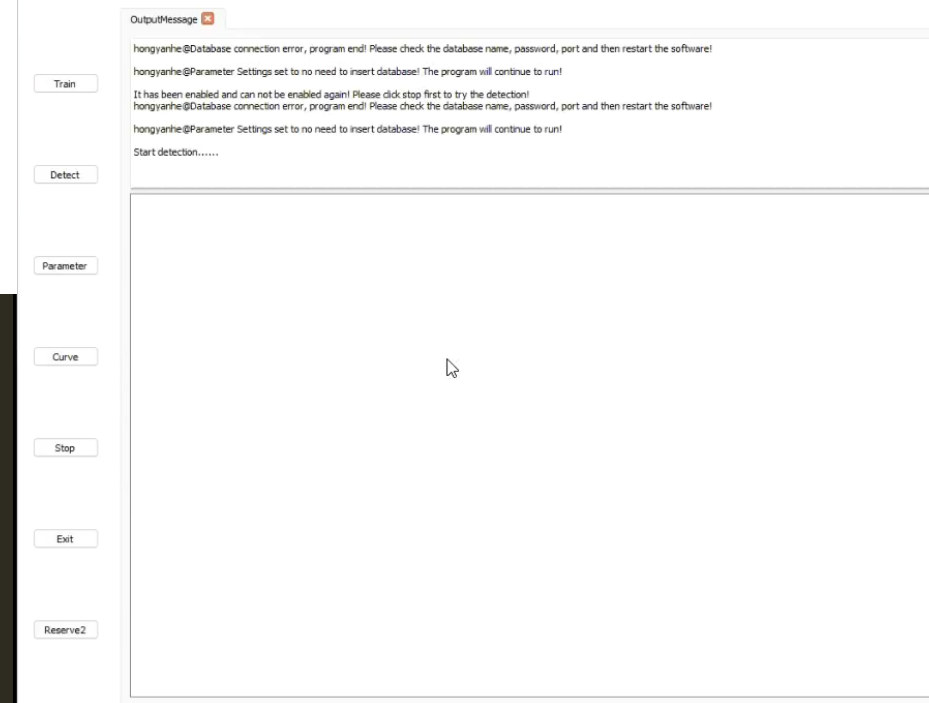 OutputMessage
hongyanhe@Database connection error, program end! Please check the database name, password, port and then restart the software!
hongyanhe@Parameter Settings set to no need to insert database! The program will continue to run!
It has been enabled and can not be enabled again! Please click stop first to try the detection!
hongyanhe@Database connection error, program end! Please check the database name, password, port and then restart the software!
hongyanhe@Parameter Settings set to no need to insert database! The program will continue to run!
Start detection......
Train
Detect
Parameter
Curve
Stop
Exit
Reserve2